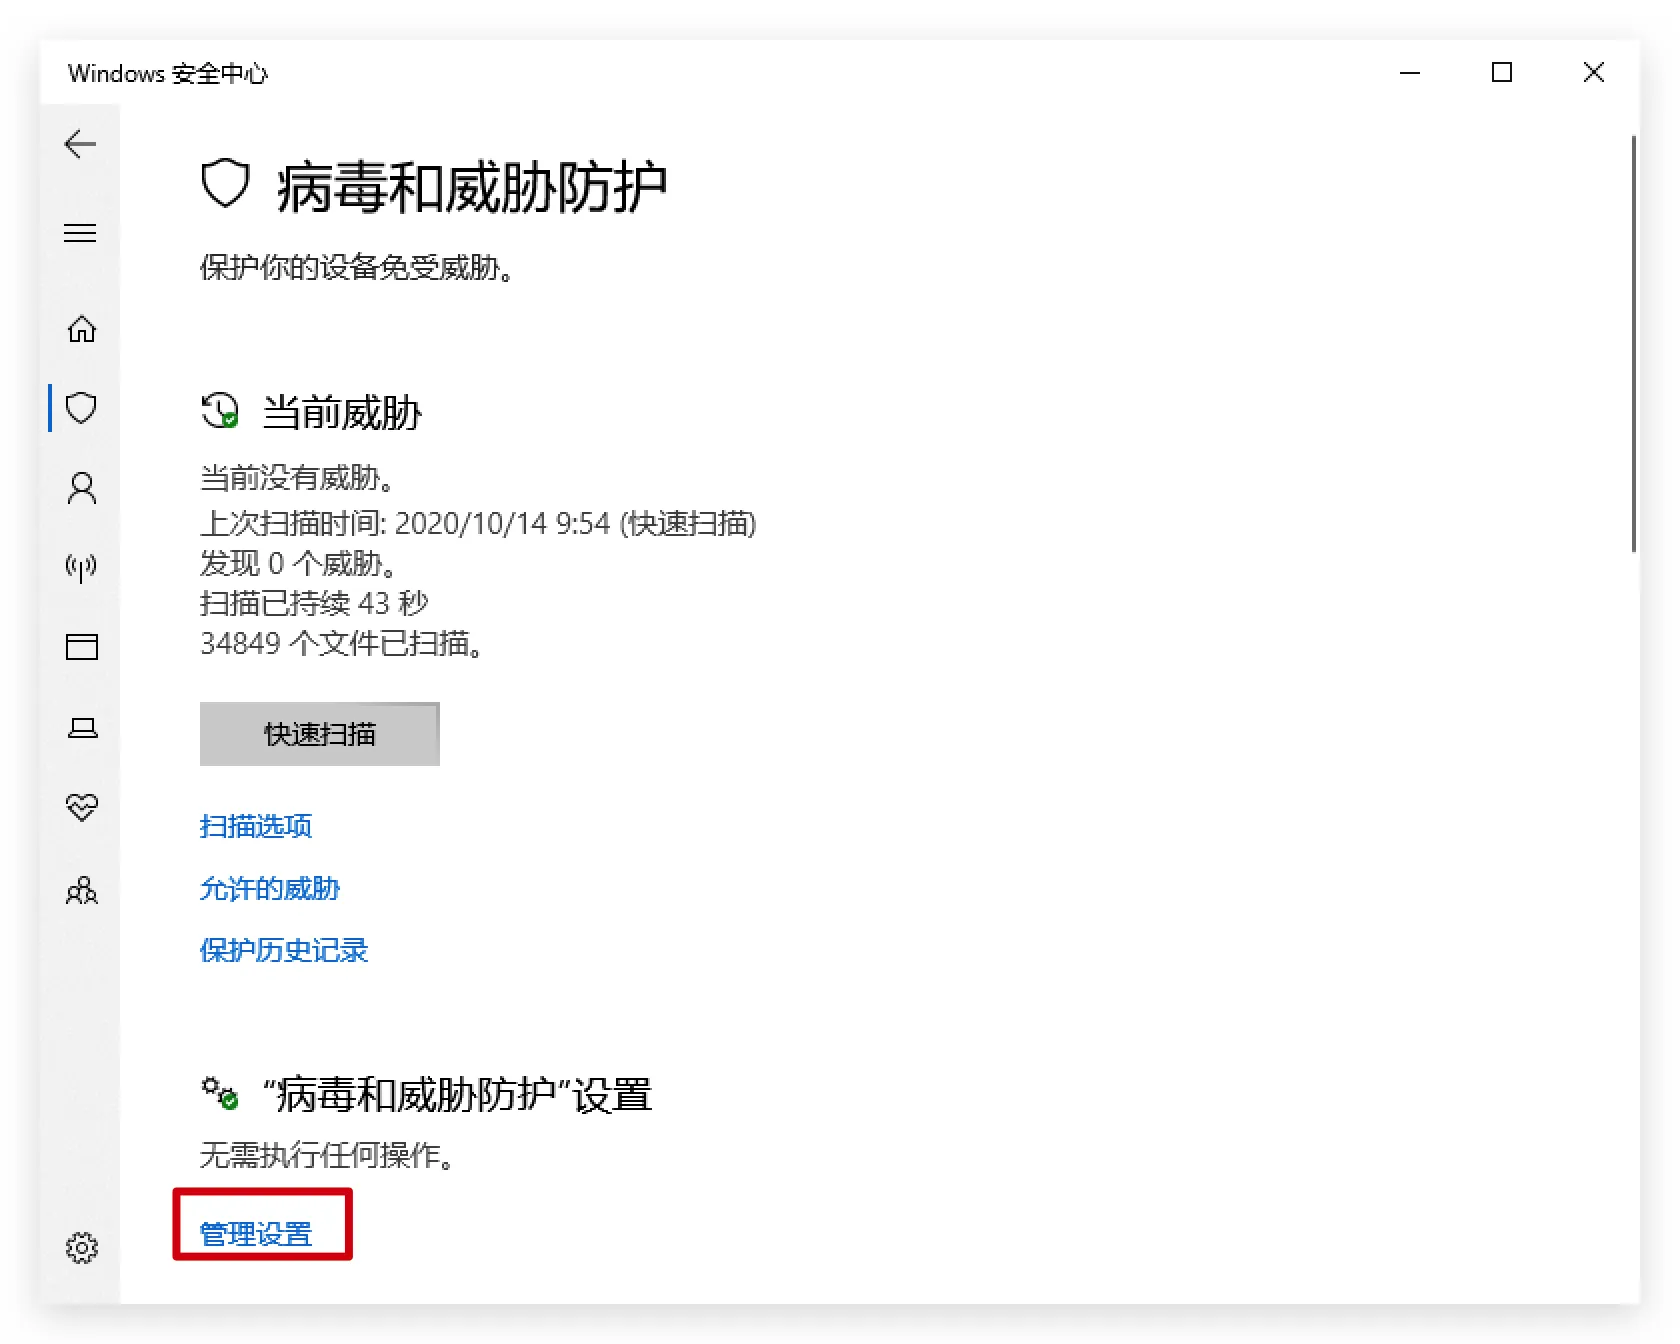 Windows 安全中心
病毒和威胁防护
保护你的设备免受威胁。
当前威胁
当前没有威胁。
上次扫描时间: 2020/10/14 9:54 (快速扫描)
发现 0 个威胁。
扫描已持续 43 秒
34849 个文件已扫描。
快速扫描
扫描选项
允许的威胁
保护历史记录
“病毒和威胁防护”设置
无需执行任何操作。
管理设置